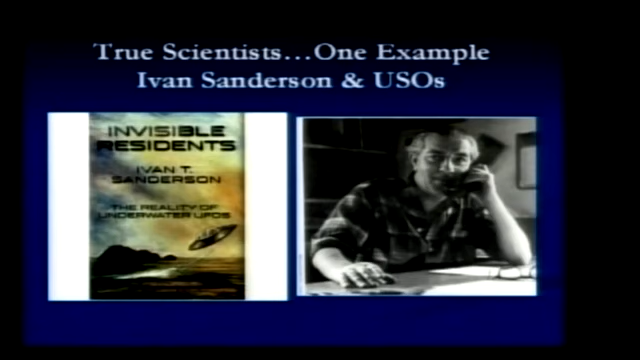 True Scientists...One Example
Ivan Sanderson & USOs
INVISIBLE
RESIDENTS
IVAN T.
SANDERSON
THE REALITY OF
UNDERWATER UFOS